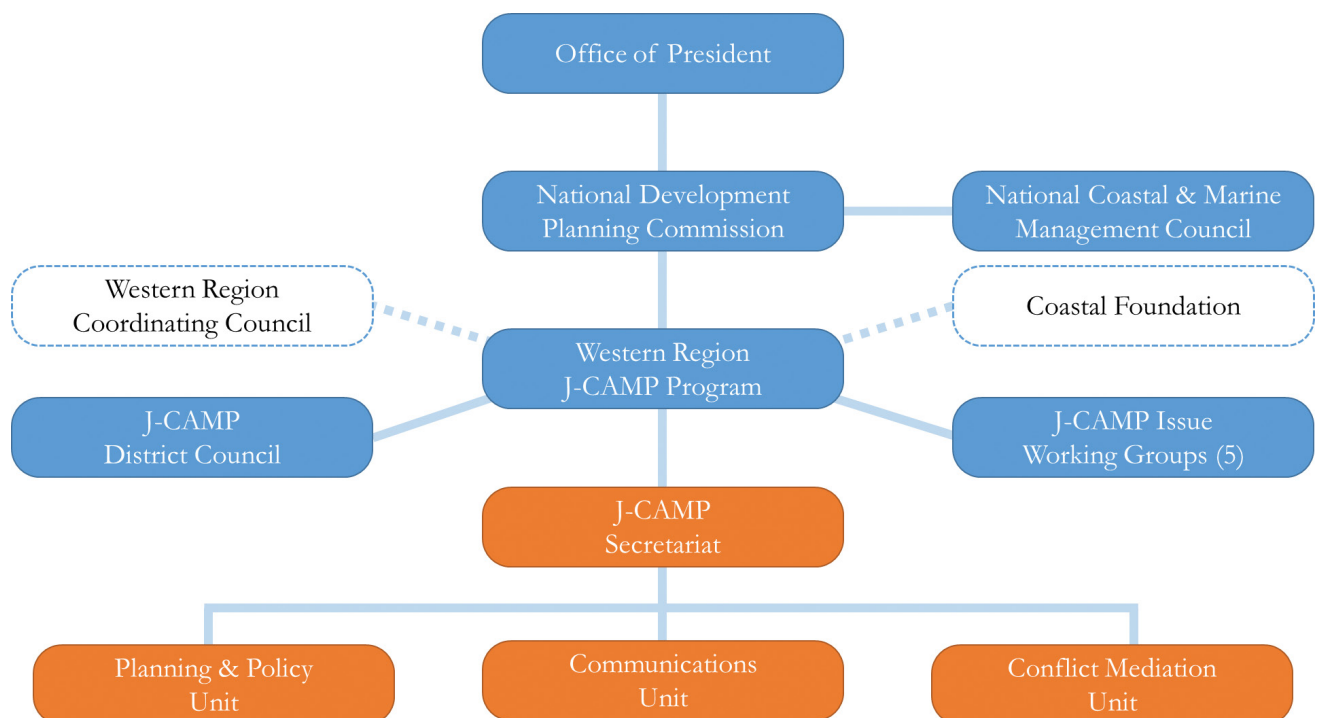 Office of President
National Development
Planning Commission
National Coastal & Marine
Management Council
Western Region
Coordinating Council
Coastal Foundation
Western Region
J-CAMP Program
J-CAMP
District Council
J-CAMP Issue
Working Groups (5)
J-CAMP
Secretariat
Planning & Policy
Unit
Communications
Unit
Conflict Mediation
Unit